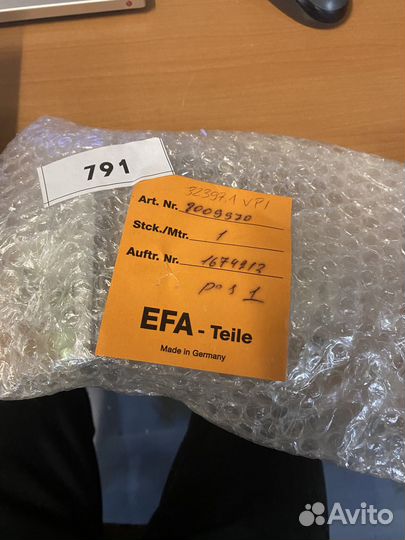 791
323971 VP1
Art. Nr. 9009970
Stck./Mtr. 1
Auftr. Nr. 1674912
pos 1
EFA - Teile
Made in Germany
Avito